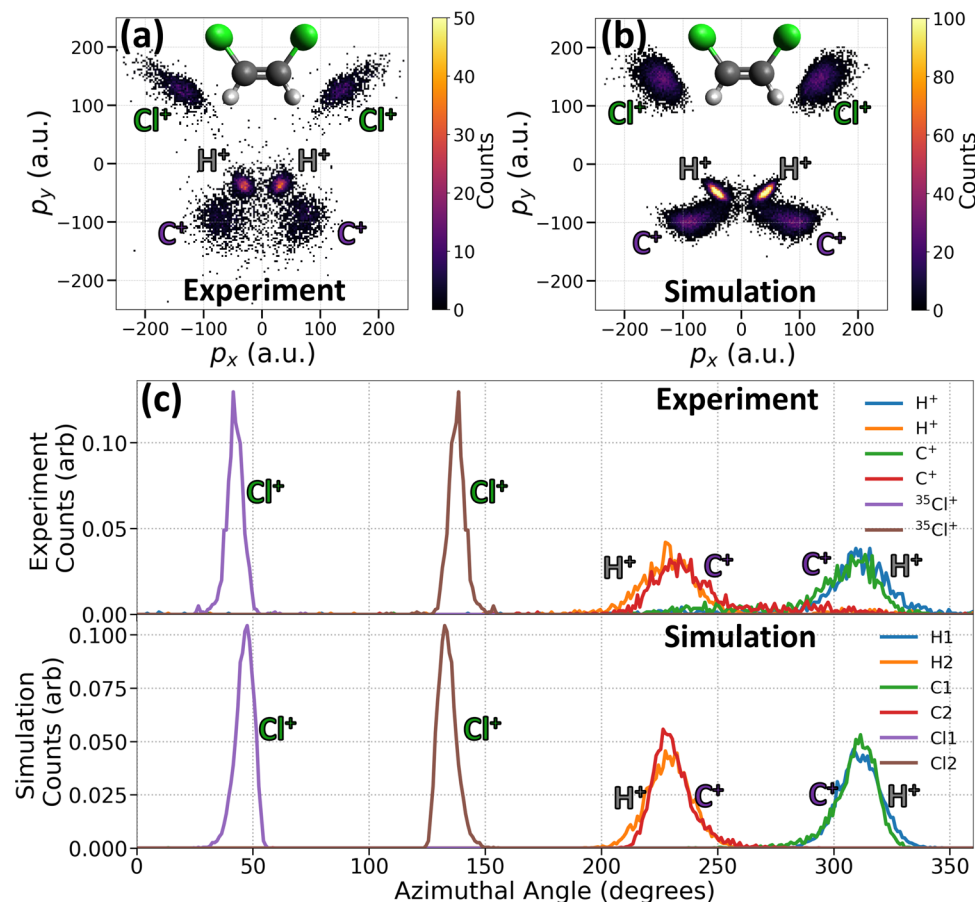 (a)
Cl⁺
Cl⁺
H⁺
H⁺
C⁺
C⁺
Experiment
200
100
0
−100
−200
p_y (a.u.)
−200 −100 0 100 200
p_x (a.u.)
50
40
30
20
10
0
Counts
(b)
Cl⁺
Cl⁺
H⁺
H⁺
C⁺
C⁺
Simulation
200
100
0
−100
−200
p_y (a.u.)
−200 −100 0 100 200
p_x (a.u.)
100
80
60
40
20
0
Counts
(c)
Experiment
Experiment
Counts (arb)
0.10
0.05
0.00
Cl⁺
Cl⁺
H⁺
C⁺
C⁺
H⁺
H⁺
H⁺
C⁺
C⁺
³⁵Cl⁺
³⁵Cl⁺
Simulation
Simulation
Counts (arb)
0.100
0.075
0.050
0.025
0.000
Cl⁺
Cl⁺
H⁺
C⁺
C⁺
H⁺
H1
H2
C1
C2
Cl1
Cl2
0 50 100 150 200 250 300 350
Azimuthal Angle (degrees)